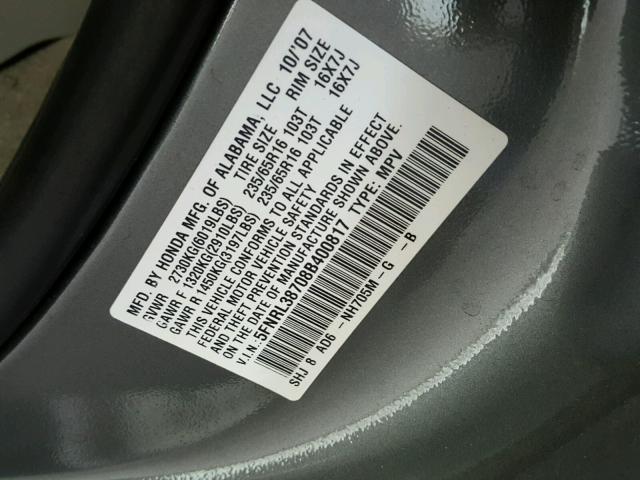 MFD. BY HONDA MFG. OF ALABAMA, LLC 10/'07
TIRE SIZE RIM SIZE
GVWR 2730KG(6019LBS)
GAWR F 1320KG(2910LBS) 235/65R16 103T 16X7J
GAWR R 1450KG(3197LBS) 235/65R16 103T 16X7J
THIS VEHICLE CONFORMS TO ALL APPLICABLE
FEDERAL MOTOR VEHICLE SAFETY
AND THEFT PREVENTION STANDARDS IN EFFECT
ON THE DATE OF MANUFACTURE SHOWN ABOVE.
V.I.N.:5FNRL38708B400817 TYPE: MPV
SHJ 8 AD6 -NH705M-G -B